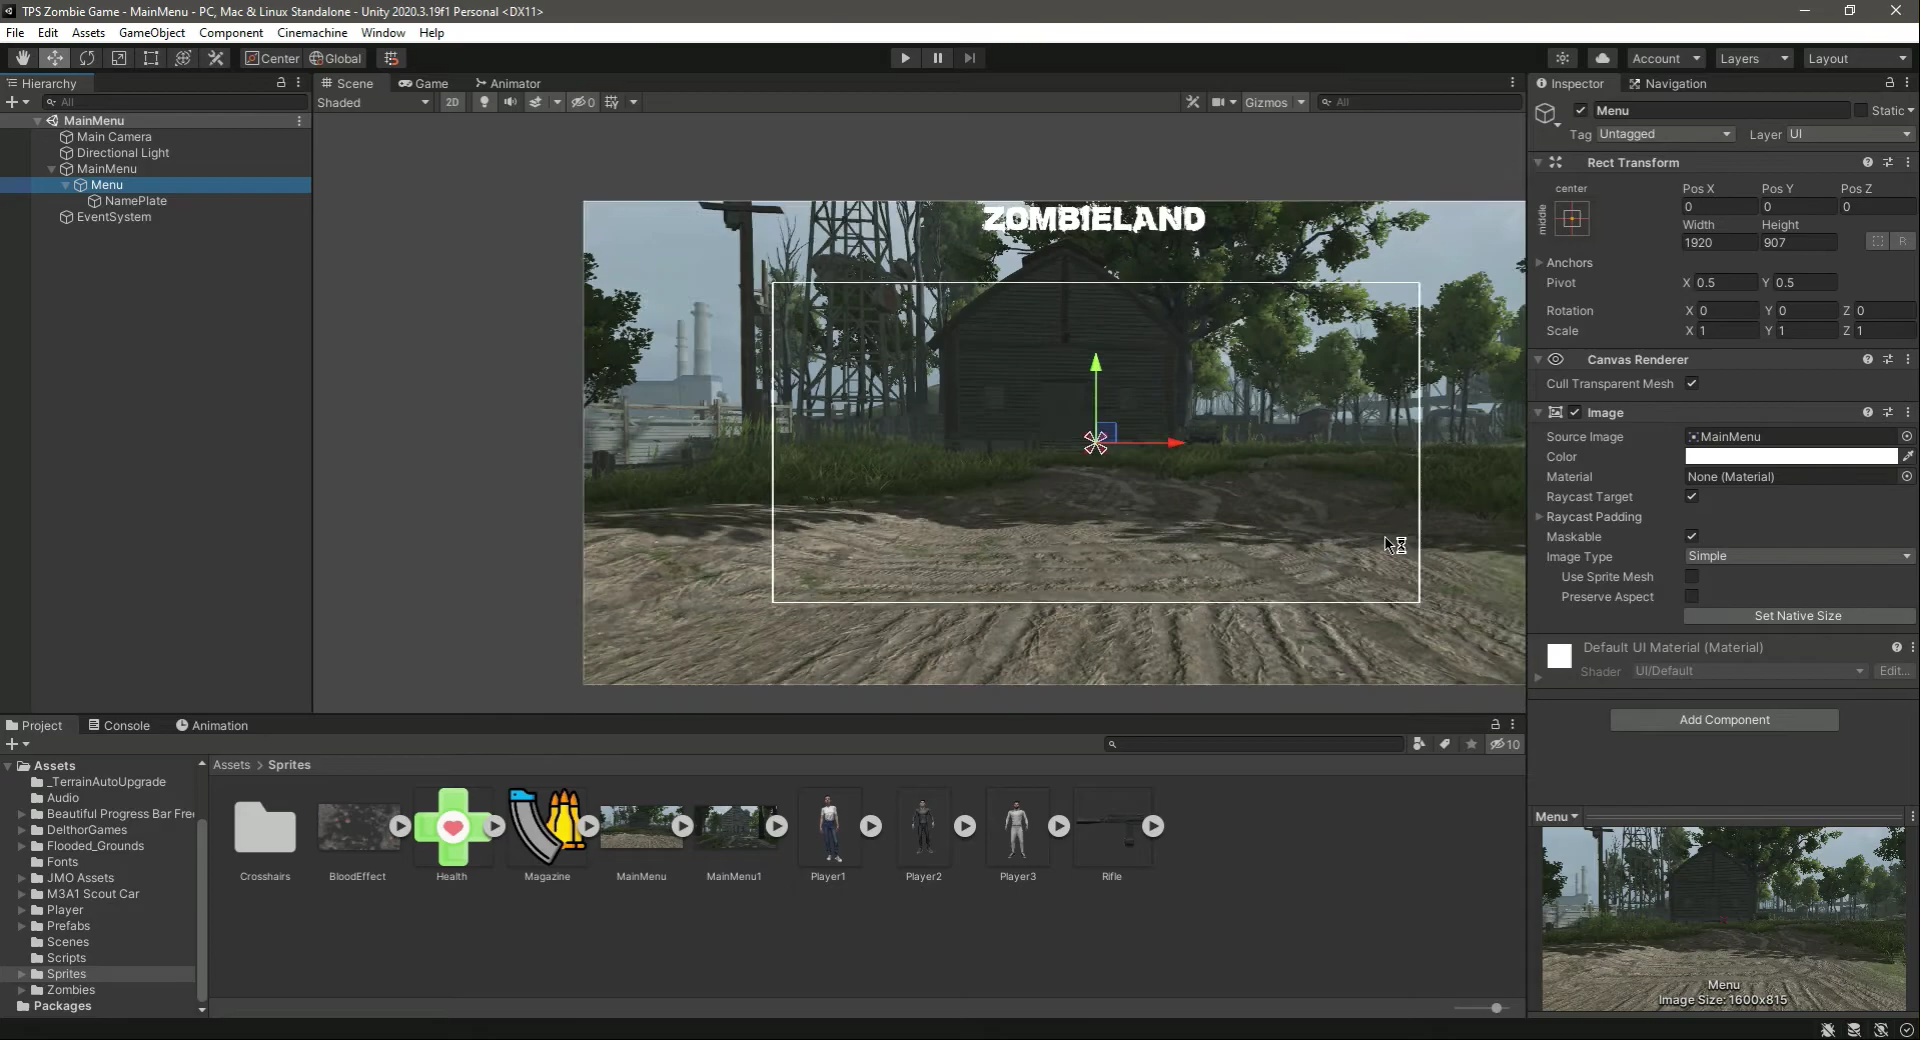 TPS Zombie Game - MainMenu - PC, Mac & Linux Standalone - Unity 2020.3.19f1 Personal <DX11>
File Edit Assets GameObject Component Cinemachine Window Help
Center Global Account Layers Layout
Hierarchy
All
MainMenu
Main Camera
Directional Light
MainMenu
Menu
NamePlate
EventSystem
Scene Game Animator
Shaded 2D 0 Gizmos All
ZOMBIELAND
Inspector Navigation
Menu Static
Tag Untagged Layer UI
Rect Transform
center
middle
Pos X Pos Y Pos Z
0 0 0
Width Height
1920 907 R
Anchors
Pivot X 0.5 Y 0.5
Rotation X 0 Y 0 Z 0
Scale X 1 Y 1 Z 1
Canvas Renderer
Cull Transparent Mesh
Image
Source Image MainMenu
Color
Material None (Material)
Raycast Target
Raycast Padding
Maskable
Image Type Simple
Use Sprite Mesh
Preserve Aspect
Set Native Size
Default UI Material (Material)
Shader UI/Default Edit...
Add Component
Menu
Menu
Image Size: 1600x815
Project Console Animation
10
Assets
_TerrainAutoUpgrade
Audio
Beautiful Progress Bar Free
DelthorGames
Flooded_Grounds
Fonts
JMO Assets
M3A1 Scout Car
Player
Prefabs
Scenes
Scripts
Sprites
Zombies
Packages
Assets > Sprites
Crosshairs BloodEffect Health Magazine MainMenu MainMenu1 Player1 Player2 Player3 Rifle